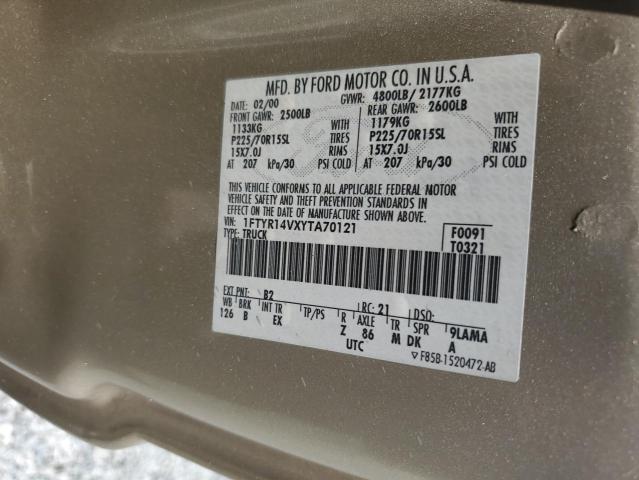 MFD. BY FORD MOTOR CO. IN U.S.A.
DATE: 02/00 GVWR: 4800LB/ 2177KG
FRONT GAWR: 2500LB REAR GAWR: 2600LB
1133KG WITH 1179KG WITH
P225/70R15SL TIRES P225/70R15SL TIRES
15X7.0J RIMS 15X7.0J RIMS
AT 207 kPa/30 PSI COLD AT 207 kPa/30 PSI COLD
THIS VEHICLE CONFORMS TO ALL APPLICABLE FEDERAL MOTOR
VEHICLE SAFETY AND THEFT PREVENTION STANDARDS IN
EFFECT ON THE DATE OF MANUFACTURE SHOWN ABOVE.
VIN: 1FTYR14VXYTA70121 F0091
TYPE: TRUCK T0321
EXT PNT: B2 RC: 21 DSO:
WB BRK INT TR TP/PS R AXLE TR SPR 9LAMA
126 B EX Z 86 M DK A
UTC
▽ F85B-1520472-AB